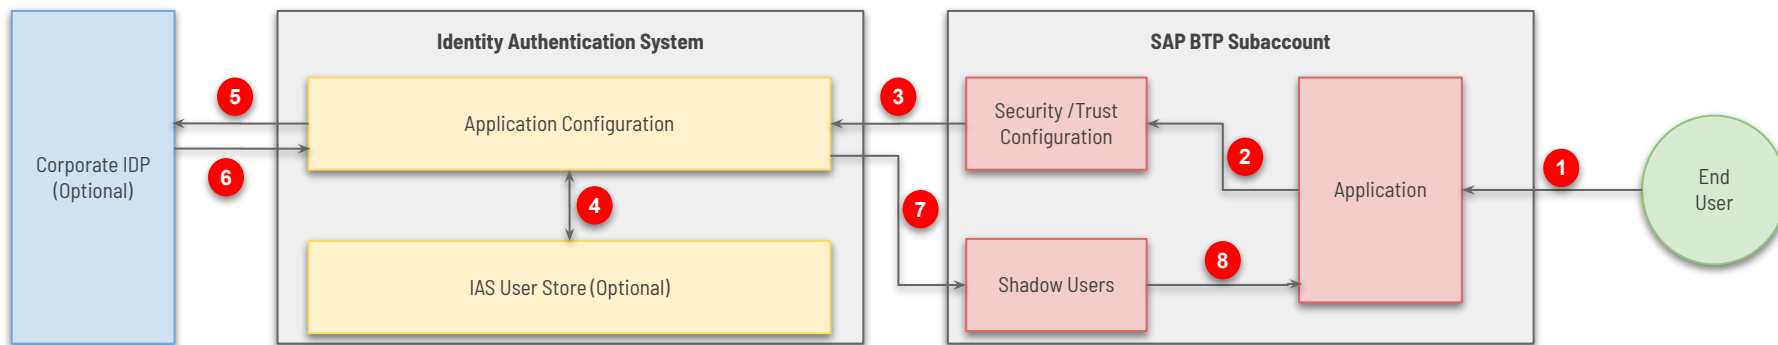 Identity Authentication System
SAP BTP Subaccount
Corporate IDP
(Optional)
5
6
Application Configuration
4
IAS User Store (Optional)
3
7
Security /Trust
Configuration
2
Shadow Users
8
Application
1
End
User